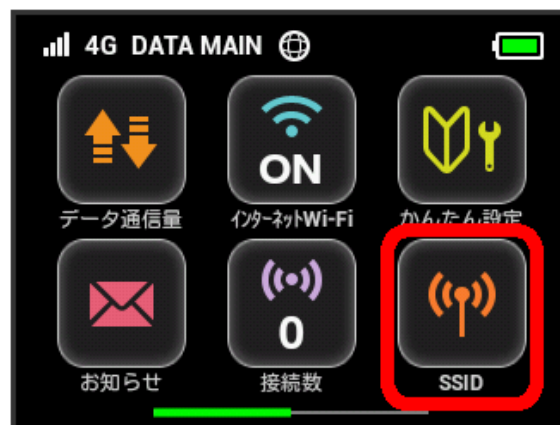 4G DATA MAIN
ON
データ通信量
インターネットWi-Fi
かんたん設定
0
お知らせ
接続数
SSID